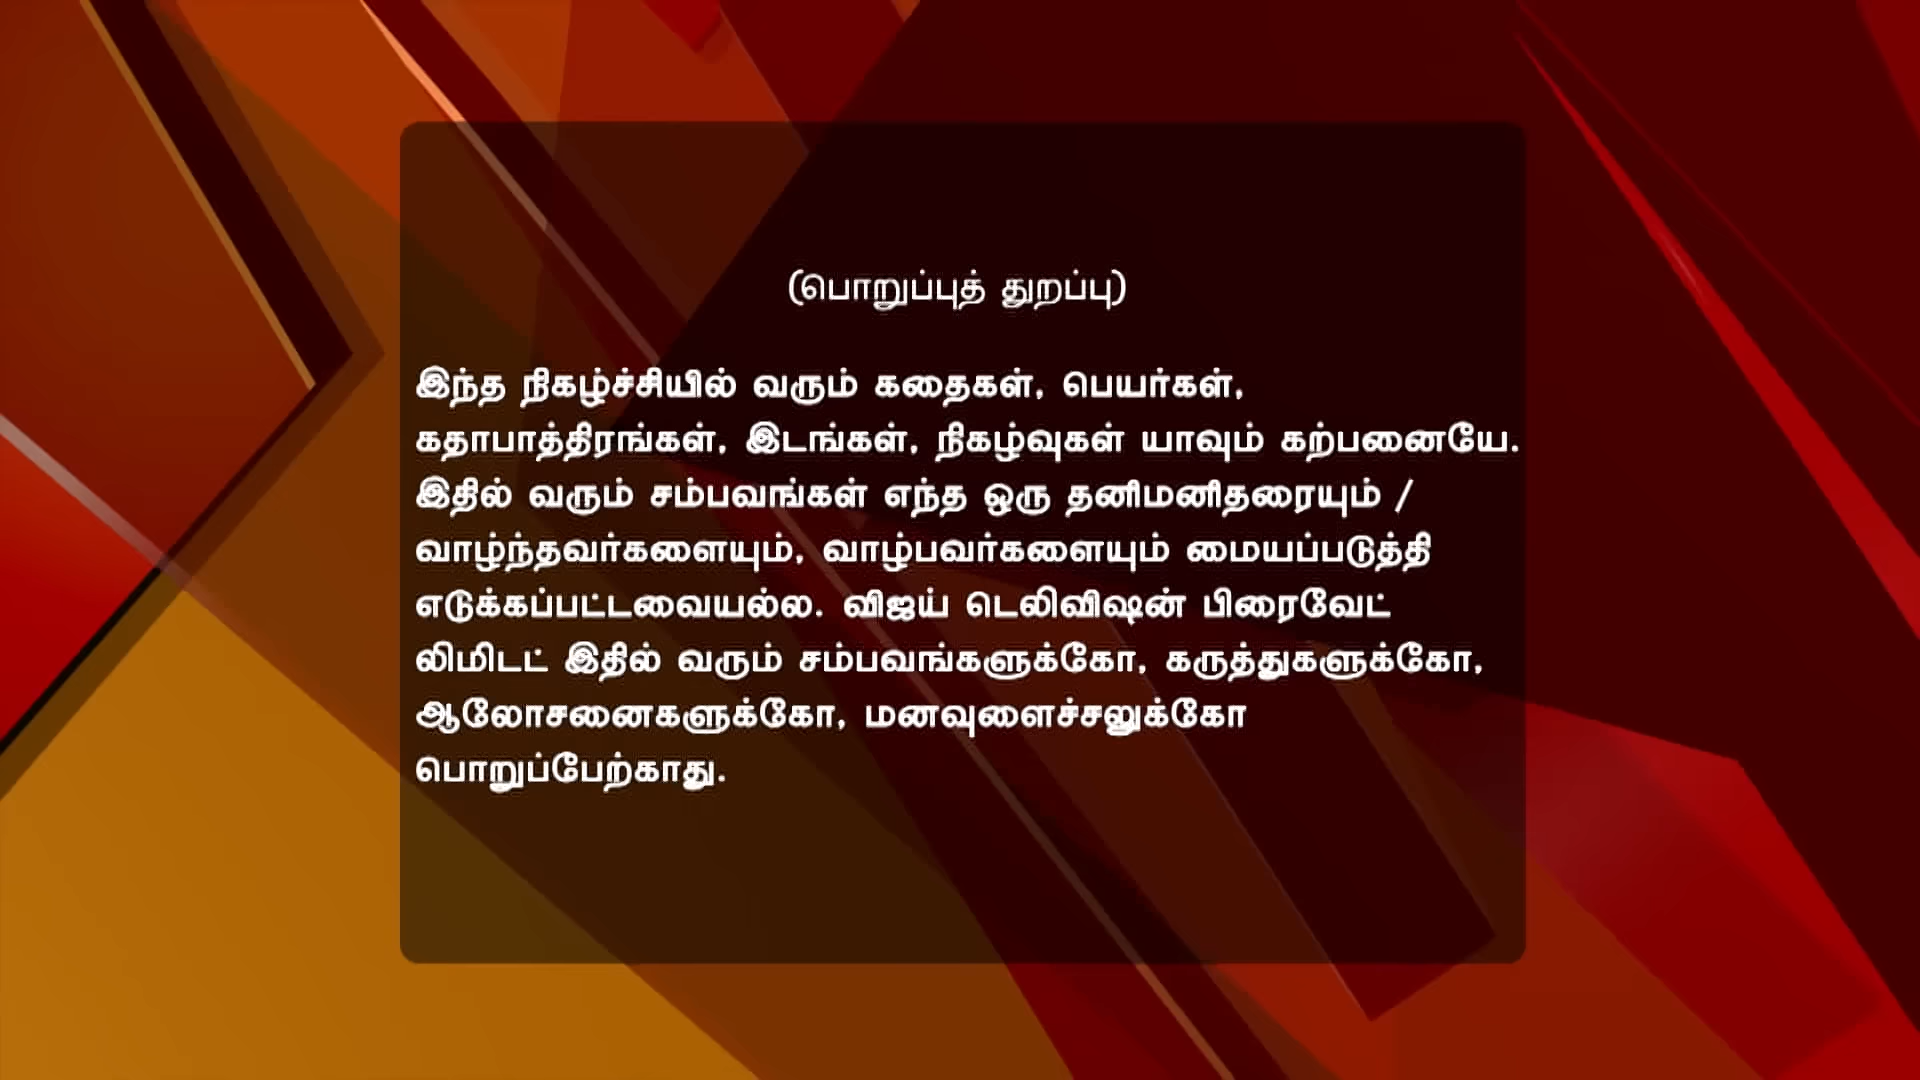 (பொறுப்புத் துறப்பு)
இந்த நிகழ்ச்சியில் வரும் கதைகள், பெயர்கள்,
கதாபாத்திரங்கள், இடங்கள், நிகழ்வுகள் யாவும் கற்பனையே.
இதில் வரும் சம்பவங்கள் எந்த ஒரு தனிமனிதரையும் /
வாழ்ந்தவர்களையும், வாழ்பவர்களையும் மையப்படுத்தி
எடுக்கப்பட்டவையல்ல. விஜய் டெலிவிஷன் பிரைவேட்
லிமிடட் இதில் வரும் சம்பவங்களுக்கோ, கருத்துகளுக்கோ,
ஆலோசனைகளுக்கோ, மனவுளைச்சலுக்கோ
பொறுப்பேற்காது.